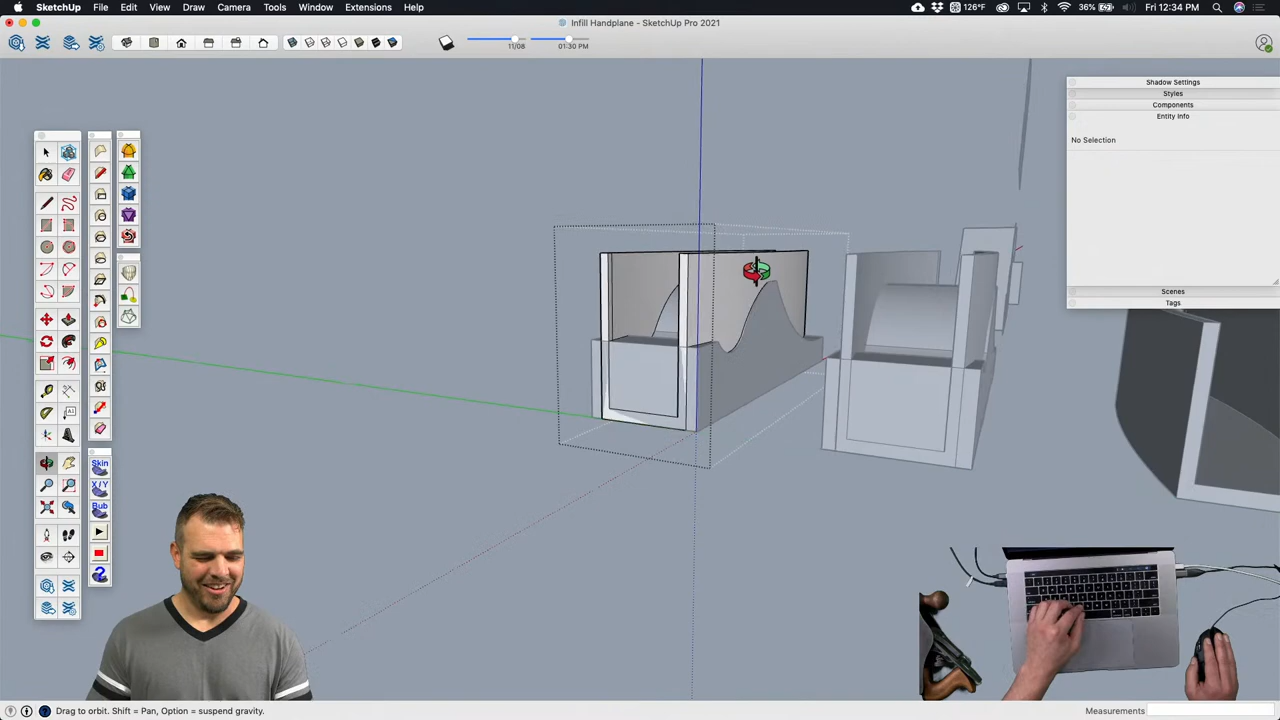 SketchUp File Edit View Draw Camera Tools Window Extensions Help
126°F
36%
Fri 12:34 PM
Infill Handplane - SketchUp Pro 2021
11/08
01:30 PM
Shadow Settings
Styles
Components
Entity Info
No Selection
Scenes
Tags
A1
Skin
X/Y
Bub
Drag to orbit. Shift = Pan, Option = suspend gravity.
Measurements